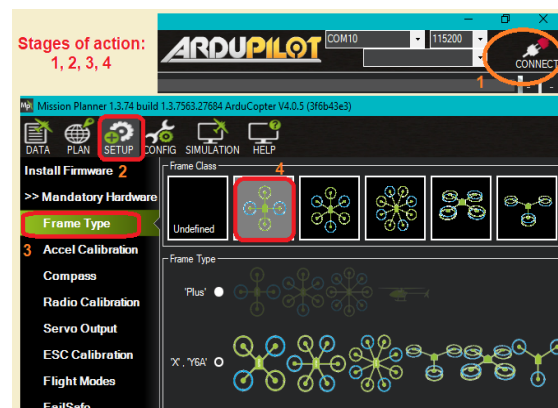 Stages of action:
1, 2, 3, 4
ARDUPILOT
COM10
115200
CONNECT
1
Mission Planner 1.3.74 build 1.3.7563.27684 ArduCopter V4.0.5 (3f6b43e3)
DATA
PLAN
SETUP
CONFIG
SIMULATION
HELP
Install Firmware
2
>> Mandatory Hardware
Frame Type
3
Accel Calibration
Compass
Radio Calibration
Servo Output
ESC Calibration
Flight Modes
FailSafe
Frame Class
4
Undefined
Frame Type
'Plus'
'X', 'Y6A'